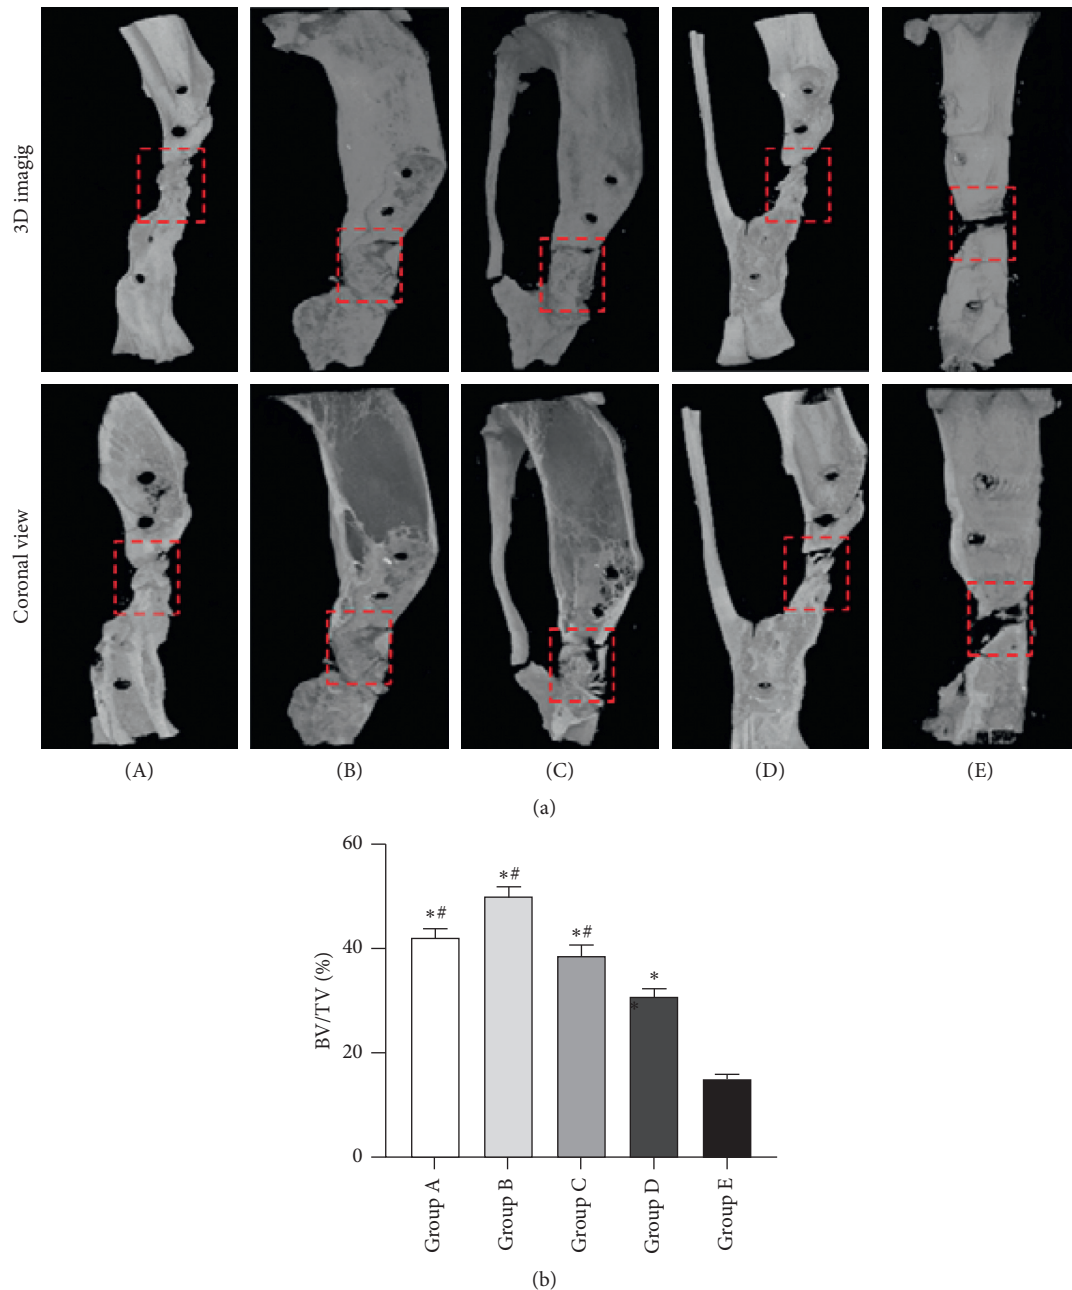 3D imagig
Coronal view
(A) (B) (C) (D) (E)
(a)
60
40
20
0
BV/TV (%)
*#
*#
*#
*
*
Group A
Group B
Group C
Group D
Group E
(b)